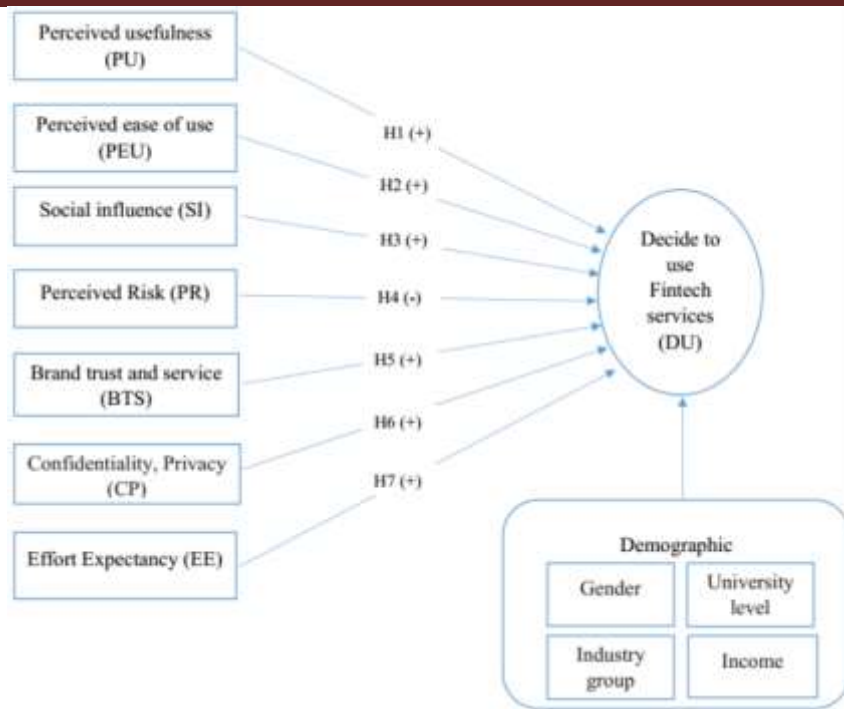 Perceived usefulness
(PU)
Perceived ease of use
(PEU)
Social influence (SI)
Perceived Risk (PR)
Brand trust and service
(BTS)
Confidentiality, Privacy
(CP)
Effort Expectancy (EE)
H1 (+)
H2 (+)
H3 (+)
H4 (-)
H5 (+)
H6 (+)
H7 (+)
Decide to
use
Fintech
services
(DU)
Demographic
Gender
University
level
Industry
group
Income